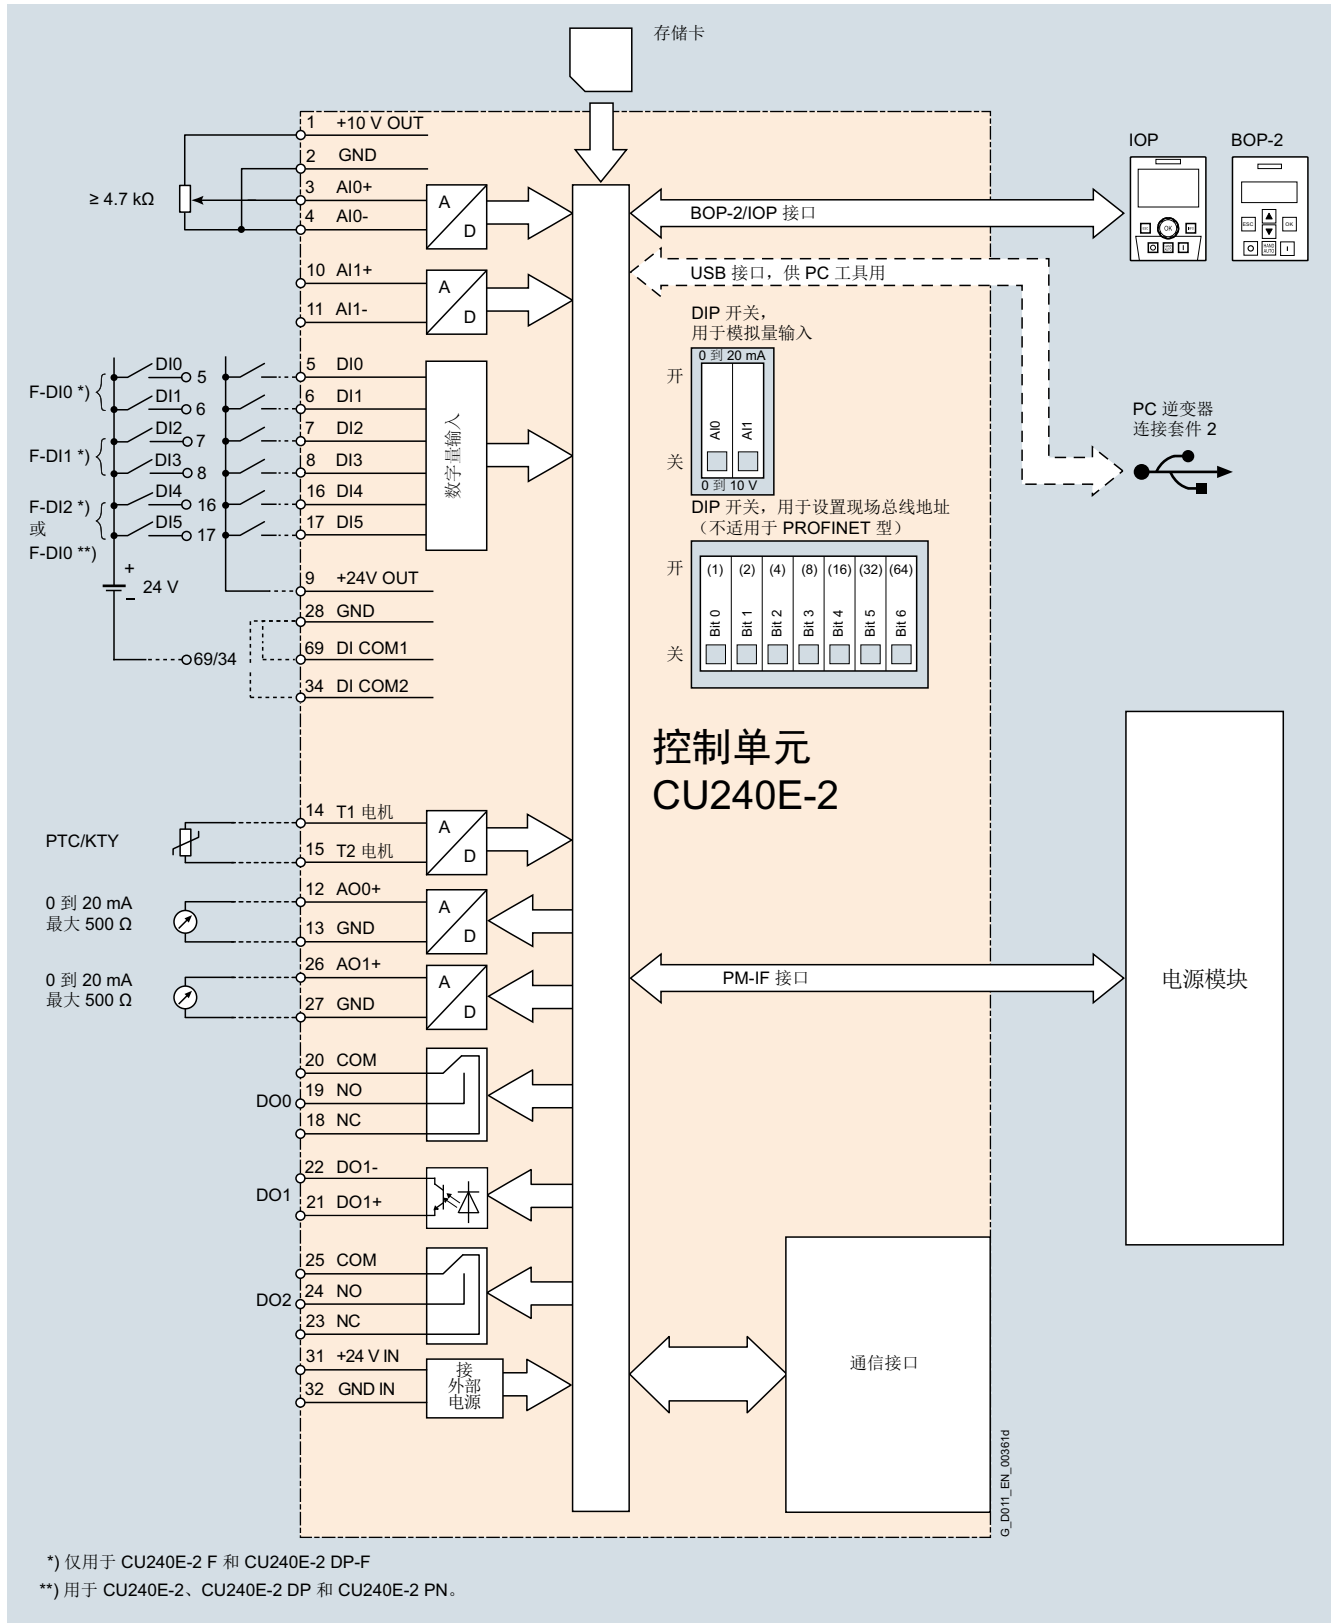 存储卡
1 +10 V OUT
2 GND
3 AI0+
4 AI0-
≥ 4.7 kΩ
A
D
10 AI1+
11 AI1-
A
D
BOP-2/IOP 接口
IOP
BOP-2
ESC
OK
OK
ESC
OK
HAND
AUTO
USB 接口，供 PC 工具用
DIP 开关，
用于模拟量输入
0 到 20 mA
开
AI0
AI1
关
0 到 10 V
PC 逆变器
连接套件 2
DI0
5
DI1
6
F-DI0 *)
DI2
7
DI3
8
F-DI1 *)
DI4
16
DI5
17
F-DI2 *)
或
F-DI0 **)
+
24 V
–
69/34
5 DI0
6 DI1
7 DI2
8 DI3
16 DI4
17 DI5
数字量输入
9 +24V OUT
28 GND
69 DI COM1
34 DI COM2
DIP 开关，用于设置现场总线地址
（不适用于 PROFINET 型）
开
(1) (2) (4) (8) (16) (32) (64)
Bit 0
Bit 1
Bit 2
Bit 3
Bit 4
Bit 5
Bit 6
关
控制单元
CU240E-2
14 T1 电机
15 T2 电机
PTC/KTY
A
D
12 AO0+
13 GND
0 到 20 mA
最大 500 Ω
A
D
26 AO1+
27 GND
0 到 20 mA
最大 500 Ω
A
D
PM-IF 接口
电源模块
20 COM
19 NO
18 NC
DO0
22 DO1-
21 DO1+
DO1
25 COM
24 NO
23 NC
DO2
31 +24 V IN
32 GND IN
接
外部
电源
通信接口
G_D011_EN_00361d
*) 仅用于 CU240E-2 F 和 CU240E-2 DP-F
**) 用于 CU240E-2、CU240E-2 DP 和 CU240E-2 PN。